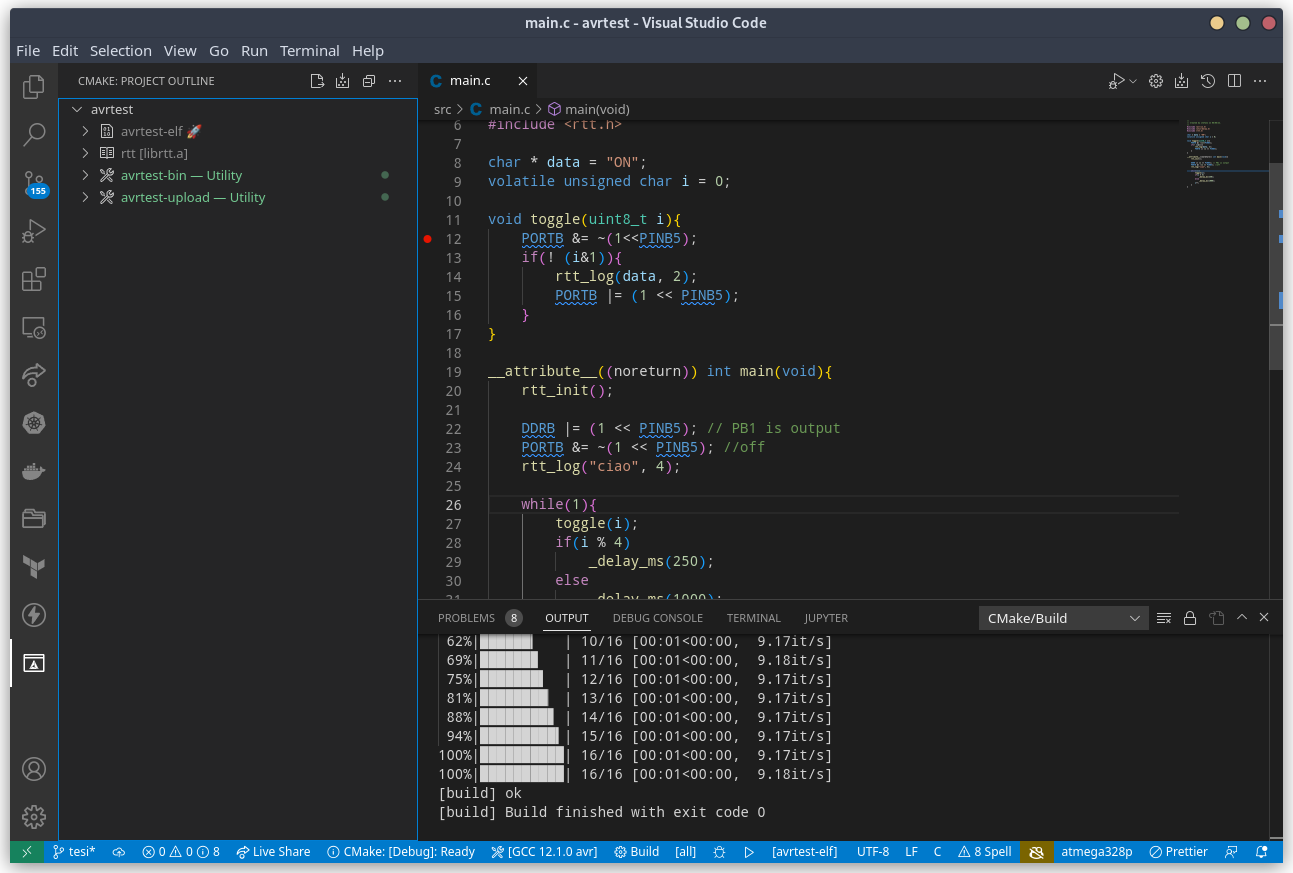 main.c - avrtest - Visual Studio Code
File Edit Selection View Go Run Terminal Help
CMAKE: PROJECT OUTLINE
avrtest
avrtest-elf 🚀
rtt [librtt.a]
avrtest-bin — Utility
avrtest-upload — Utility
155
C main.c
src > C main.c > main(void)
6 #include <rtt.h>
7
8 char * data = "ON";
9 volatile unsigned char i = 0;
10
11 void toggle(uint8_t i){
12 PORTB &= ~(1<<PINB5);
13 if(! (i&1)){
14 rtt_log(data, 2);
15 PORTB |= (1 << PINB5);
16 }
17 }
18
19 __attribute__((noreturn)) int main(void){
20 rtt_init();
21
22 DDRB |= (1 << PINB5); // PB1 is output
23 PORTB &= ~(1 << PINB5); //off
24 rtt_log("ciao", 4);
25
26 while(1){
27 toggle(i);
28 if(i % 4)
29 _delay_ms(250);
30 else
31 _delay_ms(1000);
PROBLEMS 8 OUTPUT DEBUG CONSOLE TERMINAL JUPYTER CMake/Build
62%|██████▎   | 10/16 [00:01<00:00, 9.17it/s]
69%|██████▉   | 11/16 [00:01<00:00, 9.18it/s]
75%|███████▌  | 12/16 [00:01<00:00, 9.17it/s]
81%|████████▏ | 13/16 [00:01<00:00, 9.17it/s]
88%|████████▊ | 14/16 [00:01<00:00, 9.17it/s]
94%|█████████▍| 15/16 [00:01<00:00, 9.17it/s]
100%|██████████| 16/16 [00:01<00:00, 9.17it/s]
100%|██████████| 16/16 [00:01<00:00, 9.18it/s]
[build] ok
[build] Build finished with exit code 0
tesi* 0 0 8 Live Share CMake: [Debug]: Ready [GCC 12.1.0 avr] Build [all] [avrtest-elf] UTF-8 LF C 8 Spell atmega328p Prettier